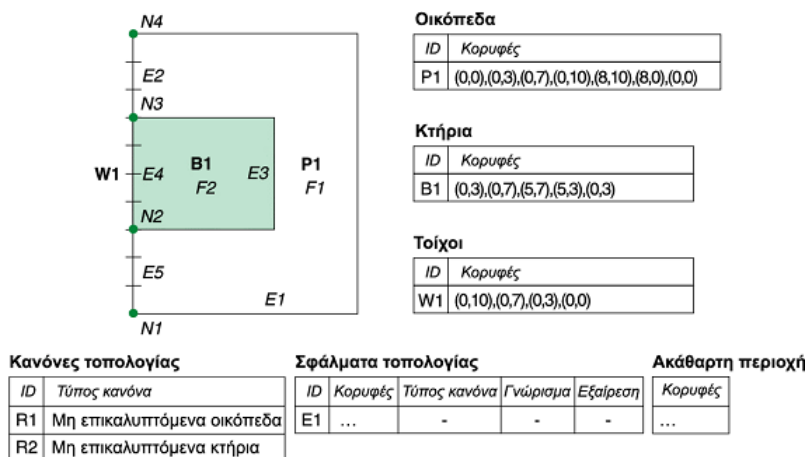 N4
E2
N3
W1 E4 B1 E3 P1
F2 F1
N2
E5
E1
N1
Οικόπεδα
ID Κορυφές
P1 (0,0),(0,3),(0,7),(0,10),(8,10),(8,0),(0,0)
Κτήρια
ID Κορυφές
B1 (0,3),(0,7),(5,7),(5,3),(0,3)
Τοίχοι
ID Κορυφές
W1 (0,10),(0,7),(0,3),(0,0)
Κανόνες τοπολογίας
ID Τύπος κανόνα
R1 Μη επικαλυπτόμενα οικόπεδα
R2 Μη επικαλυπτόμενα κτήρια
Σφάλματα τοπολογίας
ID Κορυφές Τύπος κανόνα Γνώρισμα Εξαίρεση
E1 ... - - -
Ακάθαρτη περιοχή
Κορυφές
...